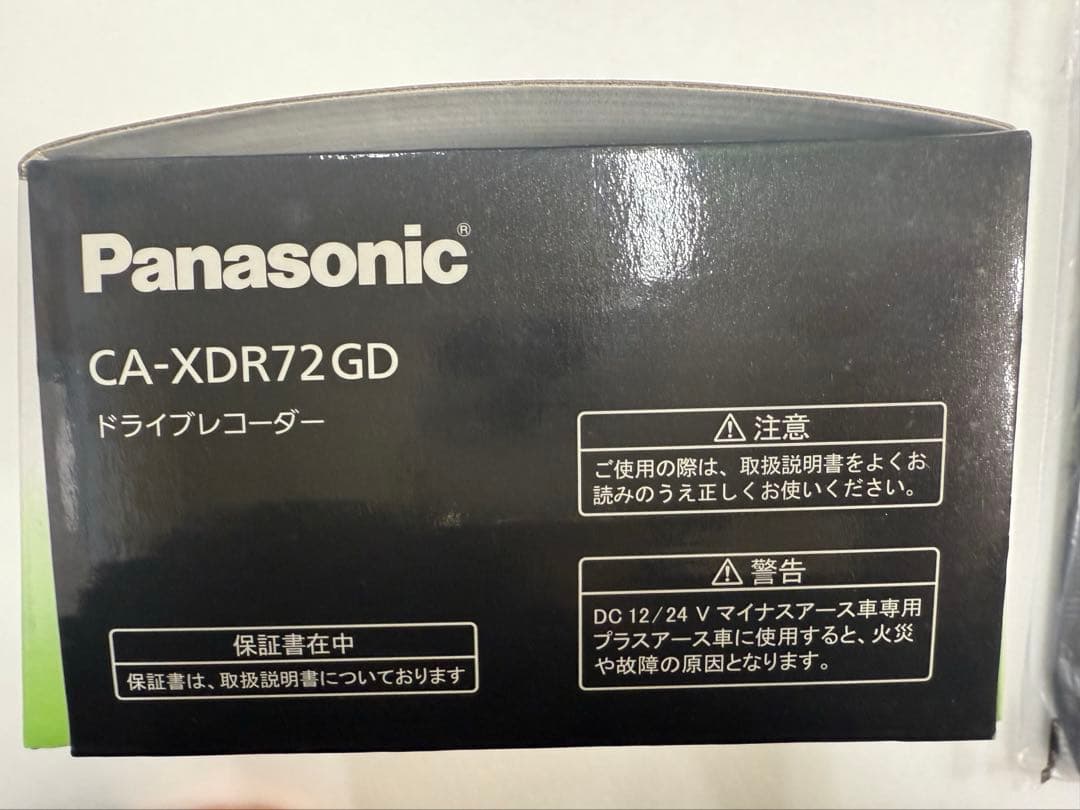 Panasonic®
CA-XDR72GD
ドライブレコーダー
⚠ 注意
ご使用の際は、取扱説明書をよくお
読みのうえ正しくお使いください。
⚠ 警告
DC 12/24 V マイナスアース車専用
プラスアース車に使用すると、火災
や故障の原因となります。
保証書在中
保証書は、取扱説明書についております